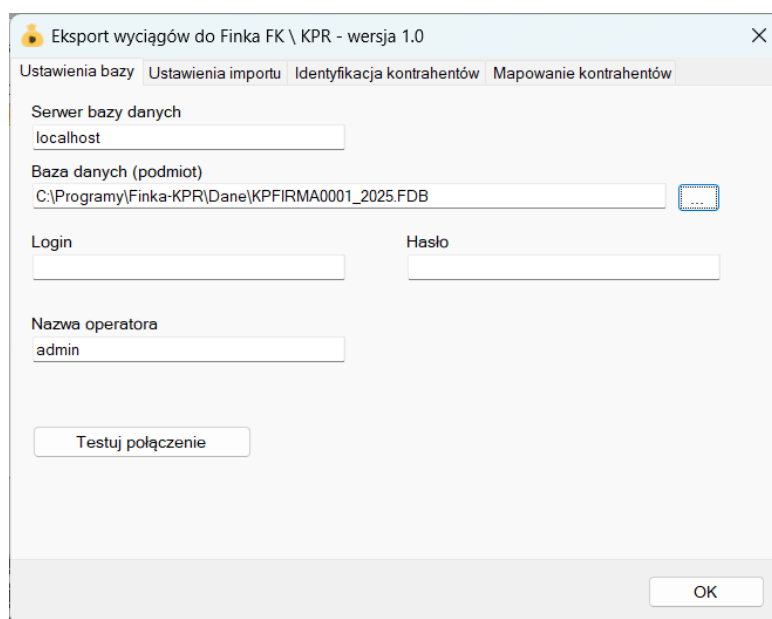 Eksport wyciągów do Finka FK \ KPR - wersja 1.0
Ustawienia bazy Ustawienia importu Identyfikacja kontrahentów Mapowanie kontrahentów
Serwer bazy danych
localhost
Baza danych (podmiot)
C:\Programy\Finka-KPR\Dane\KPFIRMA0001_2025.FDB
...
Login Hasło
Nazwa operatora
admin
Testuj połączenie
OK